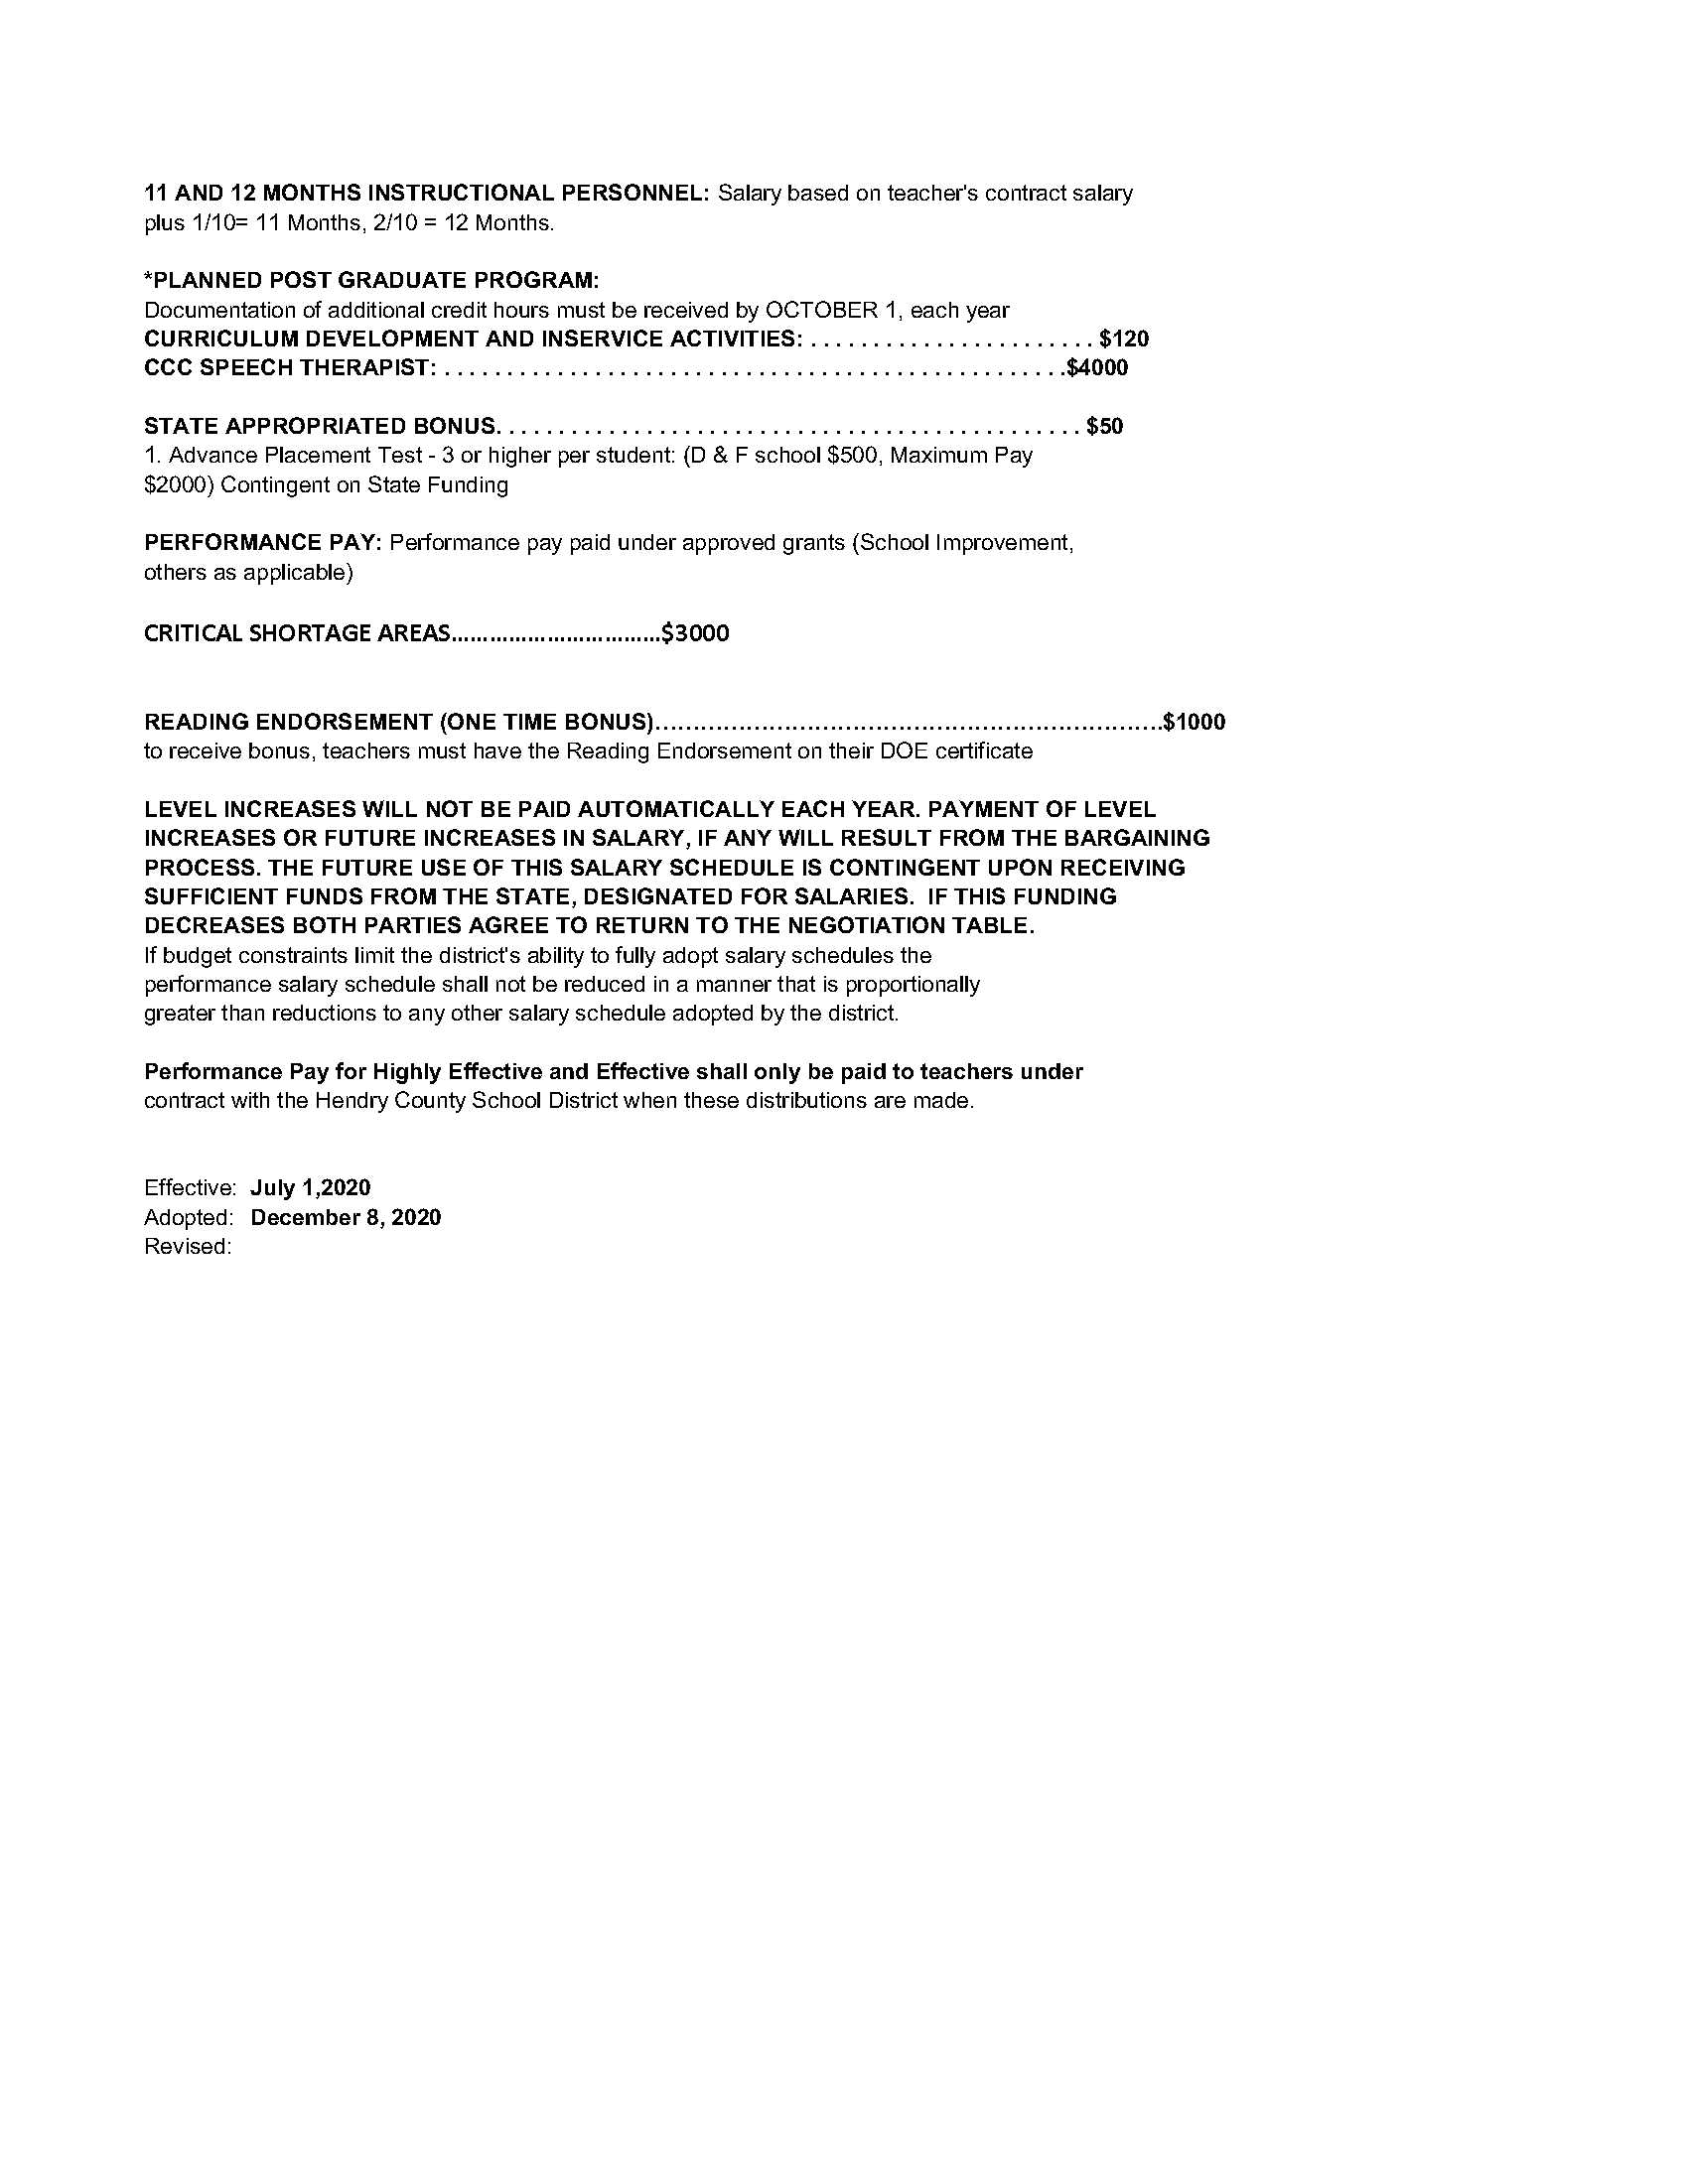 11 AND 12 MONTHS INSTRUCTIONAL PERSONNEL: Salary based on teacher's contract salary
plus 1/10= 11 Months, 2/10 = 12 Months.
*PLANNED POST GRADUATE PROGRAM:
Documentation of additional credit hours must be received by OCTOBER 1, each year
CURRICULUM DEVELOPMENT AND INSERVICE ACTIVITIES: . . . . . . . . . . . . . . . . . . . . . . . $120
CCC SPEECH THERAPIST: . . . . . . . . . . . . . . . . . . . . . . . . . . . . . . . . . . . . . . . . . . . . . . . . . .$4000
STATE APPROPRIATED BONUS. . . . . . . . . . . . . . . . . . . . . . . . . . . . . . . . . . . . . . . . . . . . . . . $50
1. Advance Placement Test - 3 or higher per student: (D & F school $500, Maximum Pay
$2000) Contingent on State Funding
PERFORMANCE PAY: Performance pay paid under approved grants (School Improvement,
others as applicable)
CRITICAL SHORTAGE AREAS……………………………$3000
READING ENDORSEMENT (ONE TIME BONUS)………………………………………………………….$1000
to receive bonus, teachers must have the Reading Endorsement on their DOE certificate
LEVEL INCREASES WILL NOT BE PAID AUTOMATICALLY EACH YEAR. PAYMENT OF LEVEL
INCREASES OR FUTURE INCREASES IN SALARY, IF ANY WILL RESULT FROM THE BARGAINING
PROCESS. THE FUTURE USE OF THIS SALARY SCHEDULE IS CONTINGENT UPON RECEIVING
SUFFICIENT FUNDS FROM THE STATE, DESIGNATED FOR SALARIES.  IF THIS FUNDING
DECREASES BOTH PARTIES AGREE TO RETURN TO THE NEGOTIATION TABLE.
If budget constraints limit the district's ability to fully adopt salary schedules the
performance salary schedule shall not be reduced in a manner that is proportionally
greater than reductions to any other salary schedule adopted by the district.
Performance Pay for Highly Effective and Effective shall only be paid to teachers under
contract with the Hendry County School District when these distributions are made.
Effective:  July 1,2020
Adopted:  December 8, 2020
Revised: